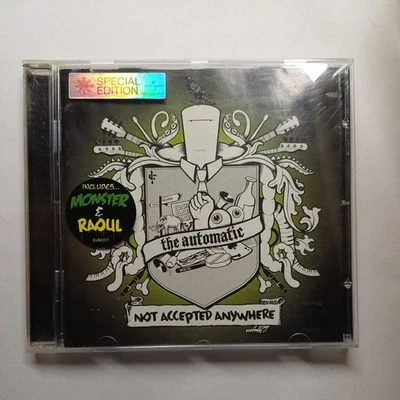 SPECIAL
EDITION
INCLUDES...
MONSTER
&
RAOUL
the automatic
NOT ACCEPTED ANYWHERE